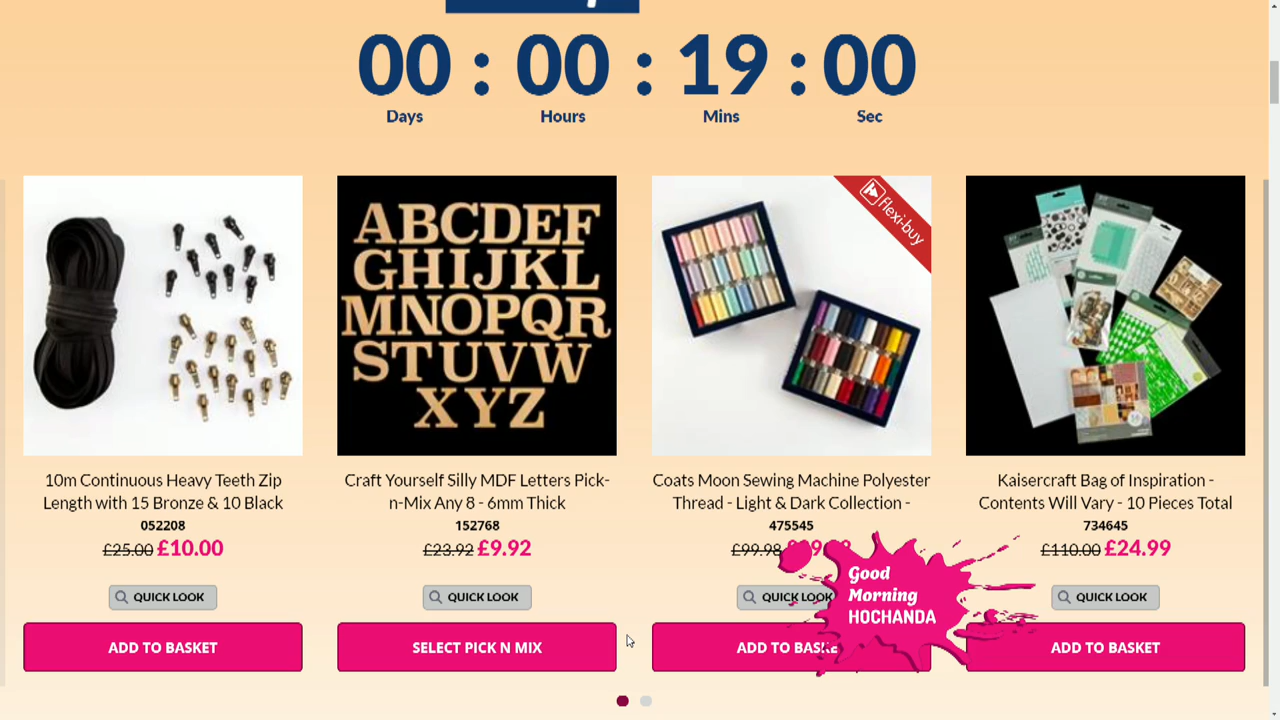 00 : 00 : 19 : 00
Days Hours Mins Sec
flexi-buy
ABCDEF
GHIJKL
MNOPQR
STUVW
XYZ
10m Continuous Heavy Teeth Zip
Length with 15 Bronze & 10 Black
052208
£25.00 £10.00
QUICK LOOK
ADD TO BASKET
Craft Yourself Silly MDF Letters Pick-
n-Mix Any 8 - 6mm Thick
152768
£23.92 £9.92
QUICK LOOK
SELECT PICK N MIX
Coats Moon Sewing Machine Polyester
Thread - Light & Dark Collection -
475545
£99.98
QUICK LOOK
ADD TO BASKE
Kaisercraft Bag of Inspiration -
Contents Will Vary - 10 Pieces Total
734645
£110.00 £24.99
QUICK LOOK
ADD TO BASKET
Good
Morning
HOCHANDA